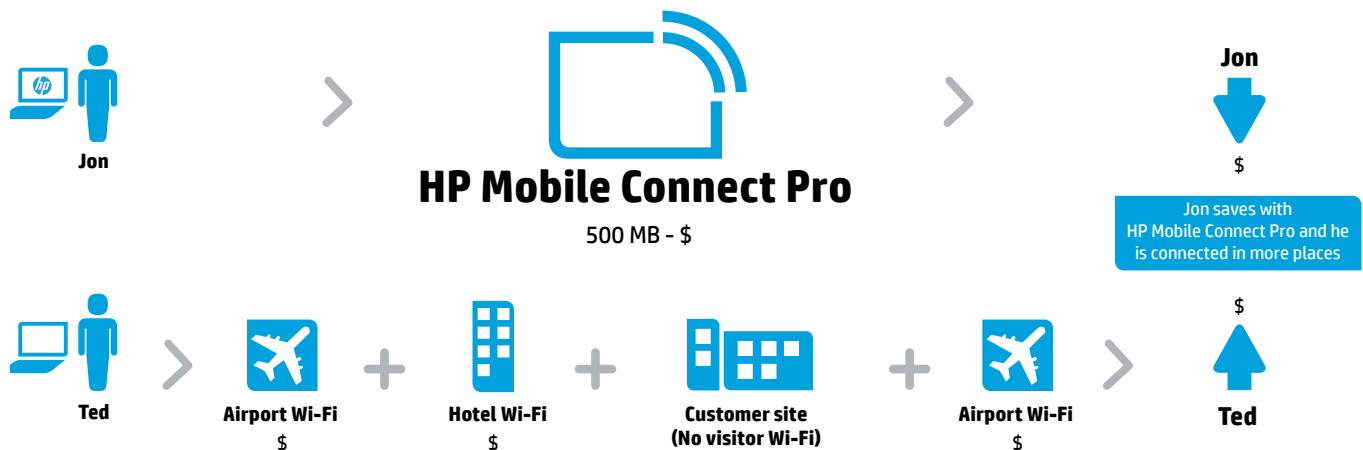 hp
Jon
HP Mobile Connect Pro
500 MB - $
Jon
$
Jon saves with
HP Mobile Connect Pro and he
is connected in more places
Ted
Airport Wi-Fi
$
Hotel Wi-Fi
$
Customer site
(No visitor Wi-Fi)
Airport Wi-Fi
$
$
Ted